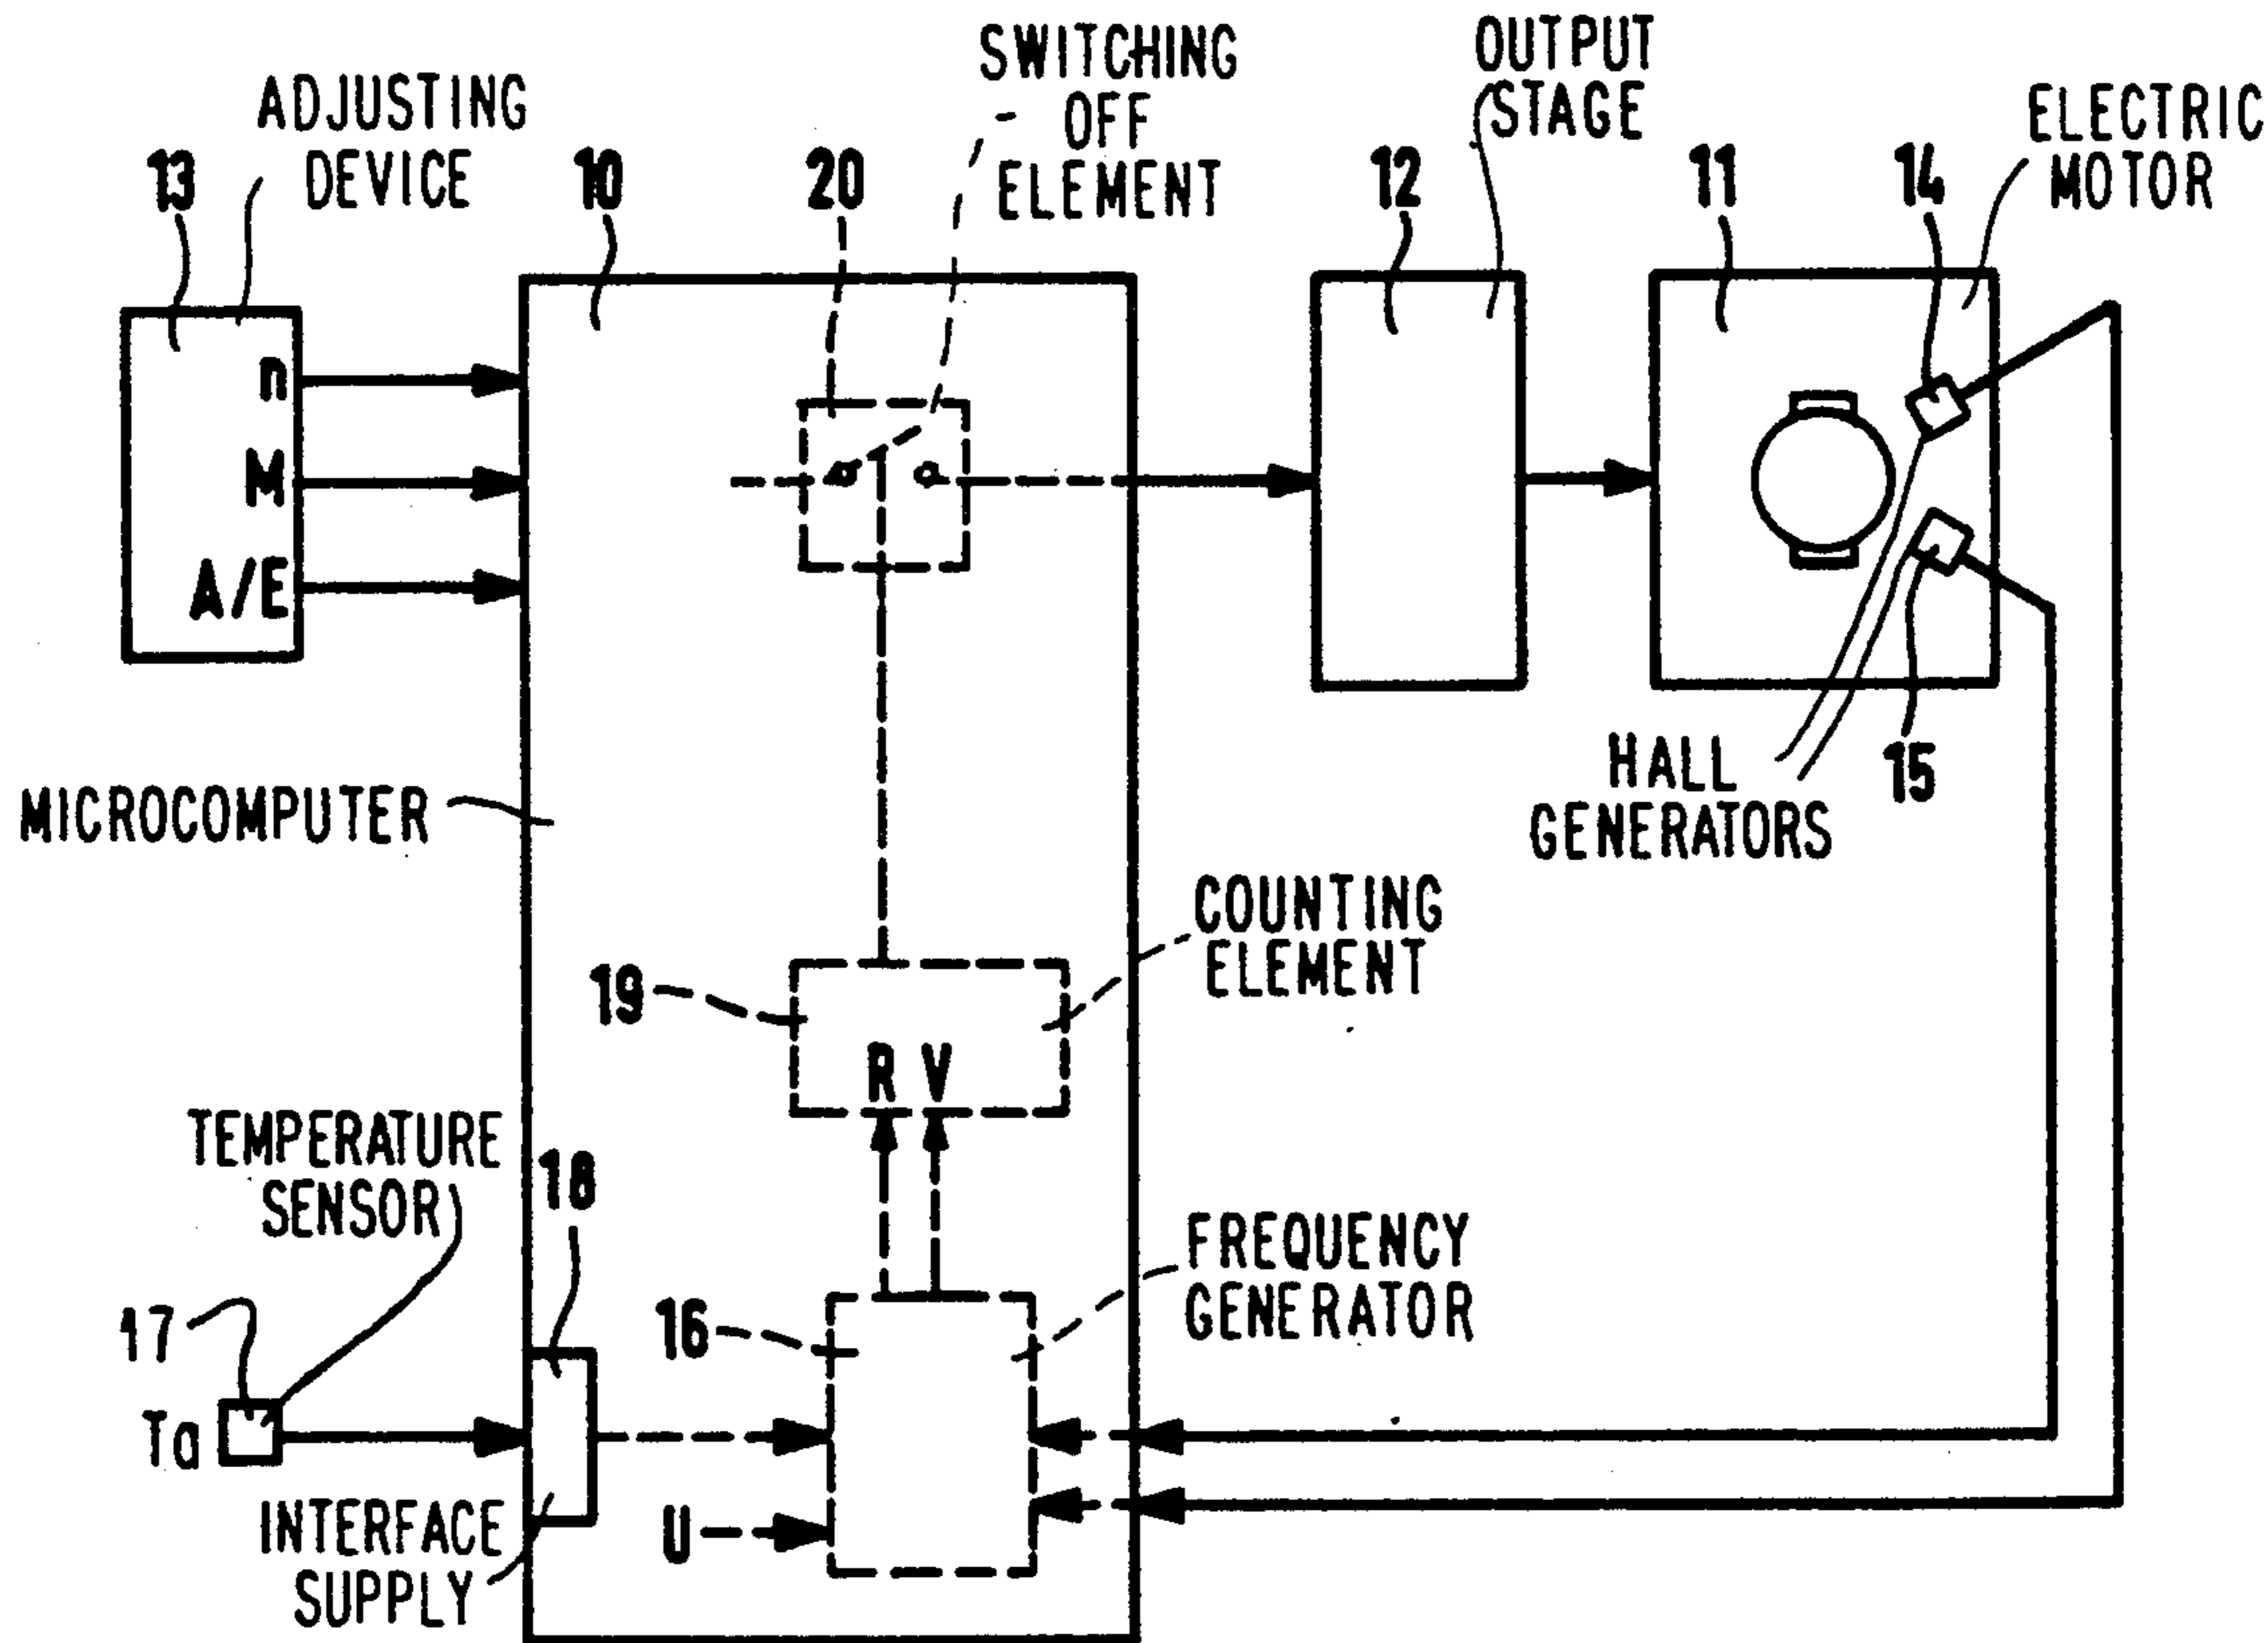 SWITCHING
OFF
ELEMENT
OUTPUT
STAGE
ADJUSTING
DEVICE
ELECTRIC
MOTOR
13
10
20
12
11
14
n
M
A/E
HALL
GENERATORS
15
MICROCOMPUTER
COUNTING
ELEMENT
19
R V
TEMPERATURE
SENSOR
18
FREQUENCY
GENERATOR
17
16
Ta
INTERFACE
SUPPLY
U